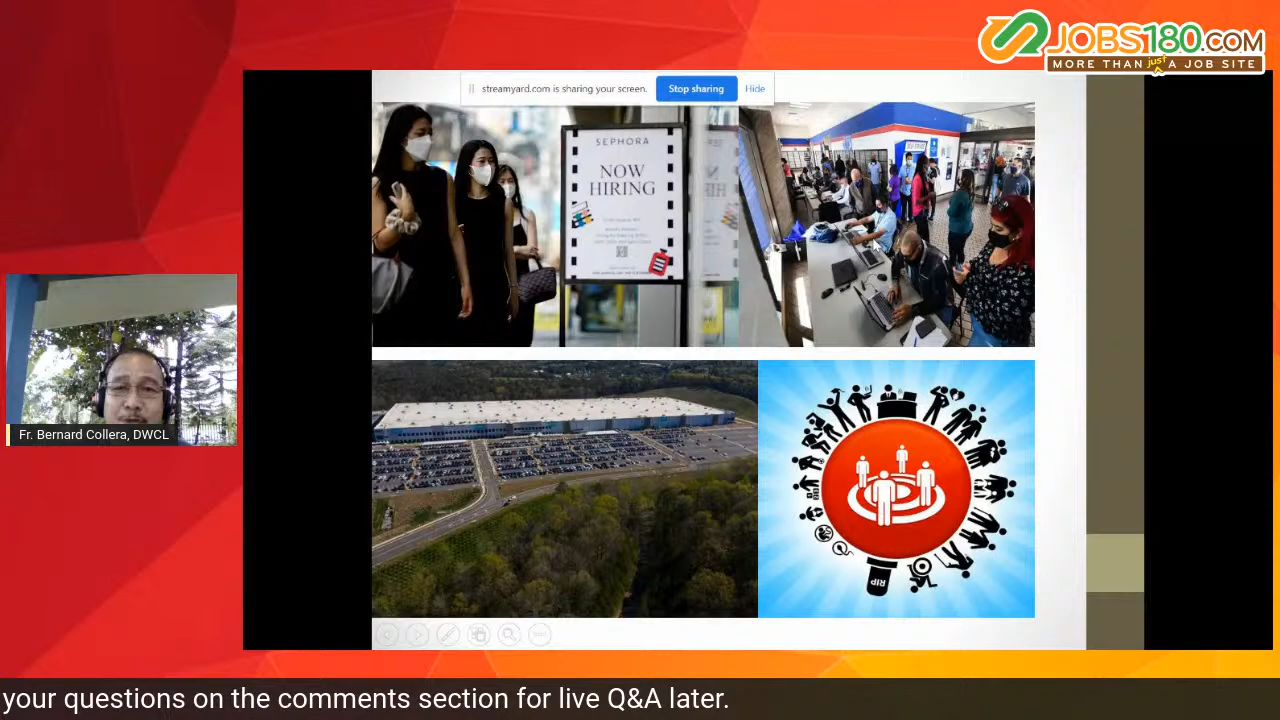 JOBS180.COM
MORE THAN just A JOB SITE
streamyard.com is sharing your screen.
Stop sharing
Hide
SEPHORA
NOW
HIRING
RIP
Fr. Bernard Collera, DWCL
your questions on the comments section for live Q&A later.